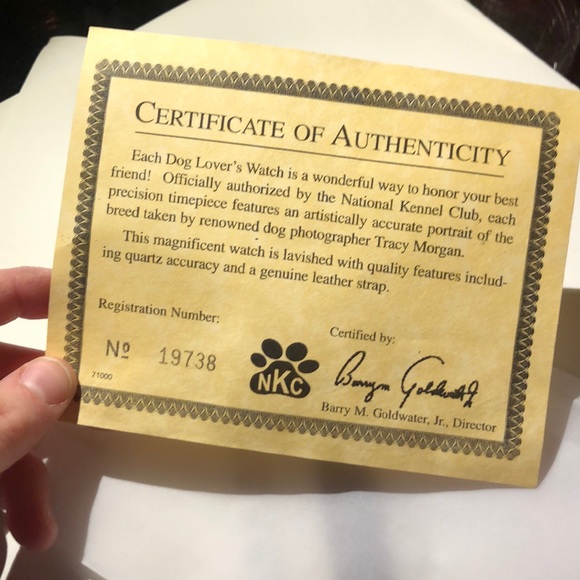 CERTIFICATE OF AUTHENTICITY
Each Dog Lover's Watch is a wonderful way to honor your best
friend! Officially authorized by the National Kennel Club, each
precision timepiece features an artistically accurate portrait of the
breed taken by renowned dog photographer Tracy Morgan.
This magnificent watch is lavished with quality features includ-
ing quartz accuracy and a genuine leather strap.
Registration Number:
Nº 19738
71000
NKC
Certified by:
Barry M Goldwater Jr
Barry M. Goldwater, Jr., Director